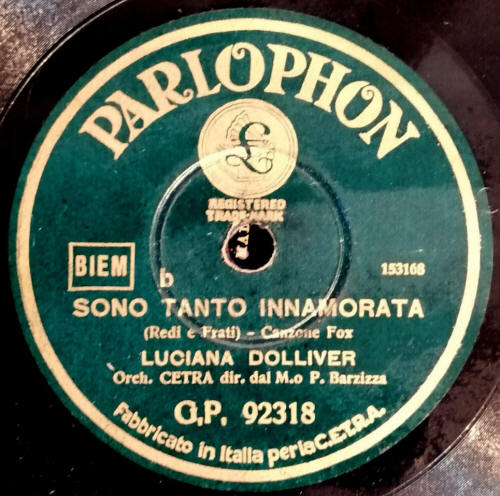 PARLOPHON
£
REGISTERED
TRADE-MARK
BIEM
b
153168
SONO TANTO INNAMORATA
(Redi e Frati) - Canzone Fox
LUCIANA DOLLIVER
Orch. CETRA dir. dal M.o P. Barzizza
G.P. 92318
Fabbricato in Italia per la C.E.T.R.A.